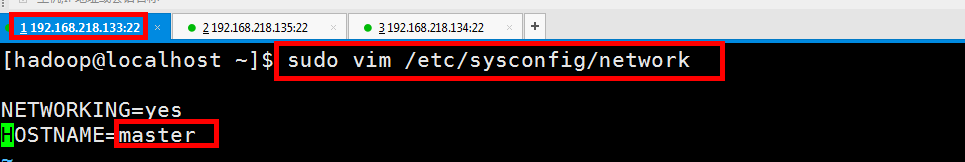 1 192.168.218.133:22 × 2 192.168.218.135:22 × 3 192.168.218.134:22 × +
[hadoop@localhost ~]$ sudo vim /etc/sysconfig/network
NETWORKING=yes
HOSTNAME=master
~